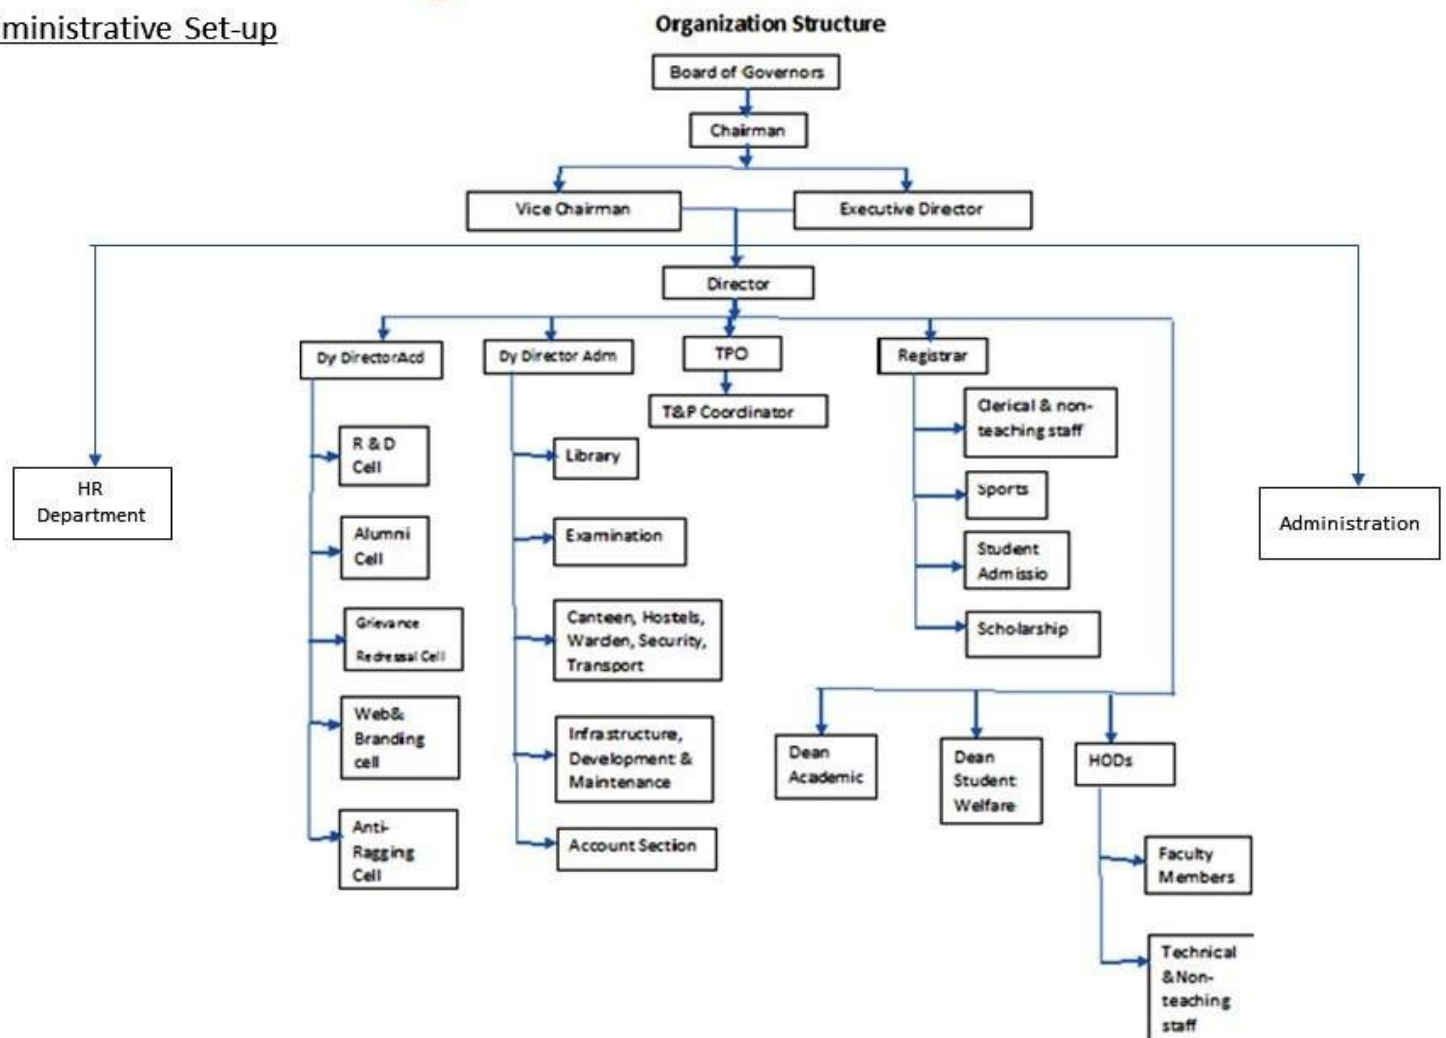 ministrative Set-up
Organization Structure
Board of Governors
Chairman
Vice Chairman
Executive Director
Director
Dy DirectorAcd
Dy Director Adm
TPO
Registrar
T&P Coordinator
Clerical & non-
teaching staff
R & D
Cell
Library
Sports
HR
Department
Administration
Alumni
Cell
Examination
Student
Admissio
Grievance
Redressal Cell
Canteen, Hostels,
Warden, Security,
Transport
Scholarship
Web&
Branding
cell
Infrastructure,
Development &
Maintenance
Dean
Academic
Dean
Student
Welfare
HODs
Anti-
Ragging
Cell
Account Section
Faculty
Members
Technical
&Non-
teaching
staff